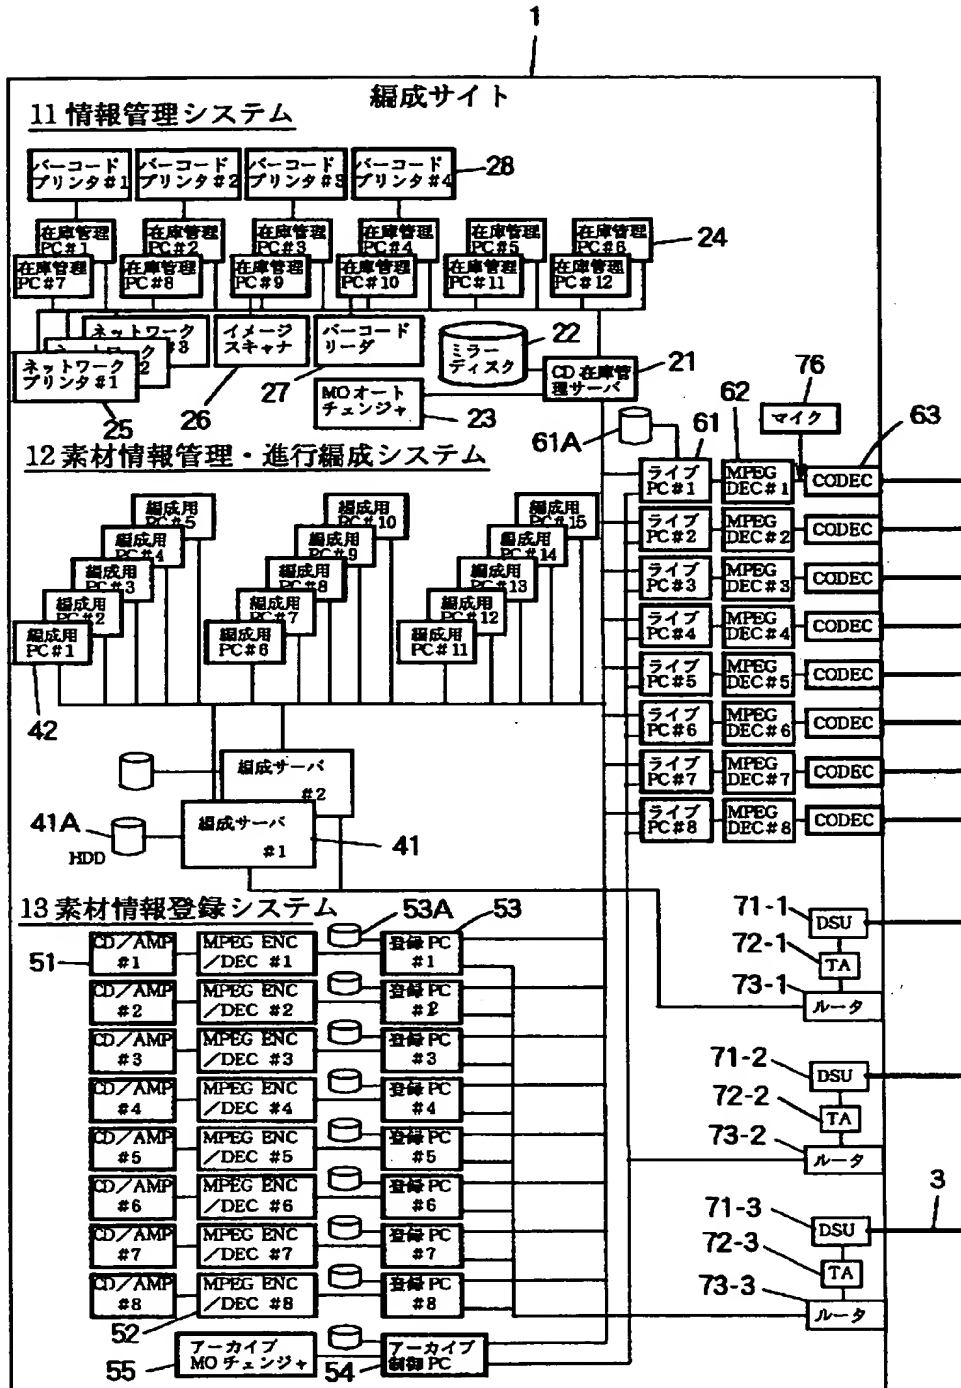 1
編成サイト
11 情報管理システム
バーコード
プリンタ#1
バーコード
プリンタ#2
バーコード
プリンタ#3
バーコード
プリンタ#4
28
在庫管理
PC#1
在庫管理
PC#2
在庫管理
PC#3
在庫管理
PC#4
在庫管理
PC#5
在庫管理
PC#6
24
在庫管理
PC#7
在庫管理
PC#8
在庫管理
PC#9
在庫管理
PC#10
在庫管理
PC#11
在庫管理
PC#12
ネットワーク
#3
2
ネットワーク
プリンタ#1
25
イメージ
スキャナ
26
バーコード
リーダ
27
ミラー
ディスク
22
CD在庫管
理サーバ
21
MOオート
チェンジャ
23
76
マイク
12 素材情報管理・進行編成システム
61A
61
62
63
ライブ
PC#1
MPEG
DEC#1
CODEC
ライブ
PC#2
MPEG
DEC#2
CODEC
ライブ
PC#3
MPEG
DEC#3
CODEC
ライブ
PC#4
MPEG
DEC#4
CODEC
ライブ
PC#5
MPEG
DEC#5
CODEC
ライブ
PC#6
MPEG
DEC#6
CODEC
ライブ
PC#7
MPEG
DEC#7
CODEC
ライブ
PC#8
MPEG
DEC#8
CODEC
編成用
PC#5
編成用
PC#4
編成用
PC#3
編成用
PC#2
編成用
PC#1
編成用
PC#10
編成用
PC#9
編成用
PC#8
編成用
PC#7
編成用
PC#6
編成用
PC#15
編成用
PC#14
編成用
PC#13
編成用
PC#12
編成用
PC#11
42
編成サーバ
#2
編成サーバ
#1
41A
HDD
41
13 素材情報登録システム
53A
53
51
CD/AMP
#1
MPEG ENC
/DEC #1
登録 PC
#1
CD/AMP
#2
MPEG ENC
/DEC #2
登録 PC
#2
CD/AMP
#3
MPEG ENC
/DEC #3
登録 PC
#3
CD/AMP
#4
MPEG ENC
/DEC #4
登録 PC
#4
CD/AMP
#5
MPEG ENC
/DEC #5
登録 PC
#5
CD/AMP
#6
MPEG ENC
/DEC #6
登録 PC
#6
CD/AMP
#7
MPEG ENC
/DEC #7
登録 PC
#7
CD/AMP
#8
MPEG ENC
/DEC #8
登録 PC
#8
52
アーカイブ
MOチェンジャ
55
アーカイブ
制御PC
54
71-1
DSU
72-1
TA
73-1
ルータ
71-2
DSU
72-2
TA
73-2
ルータ
71-3
DSU
3
72-3
TA
73-3
ルータ